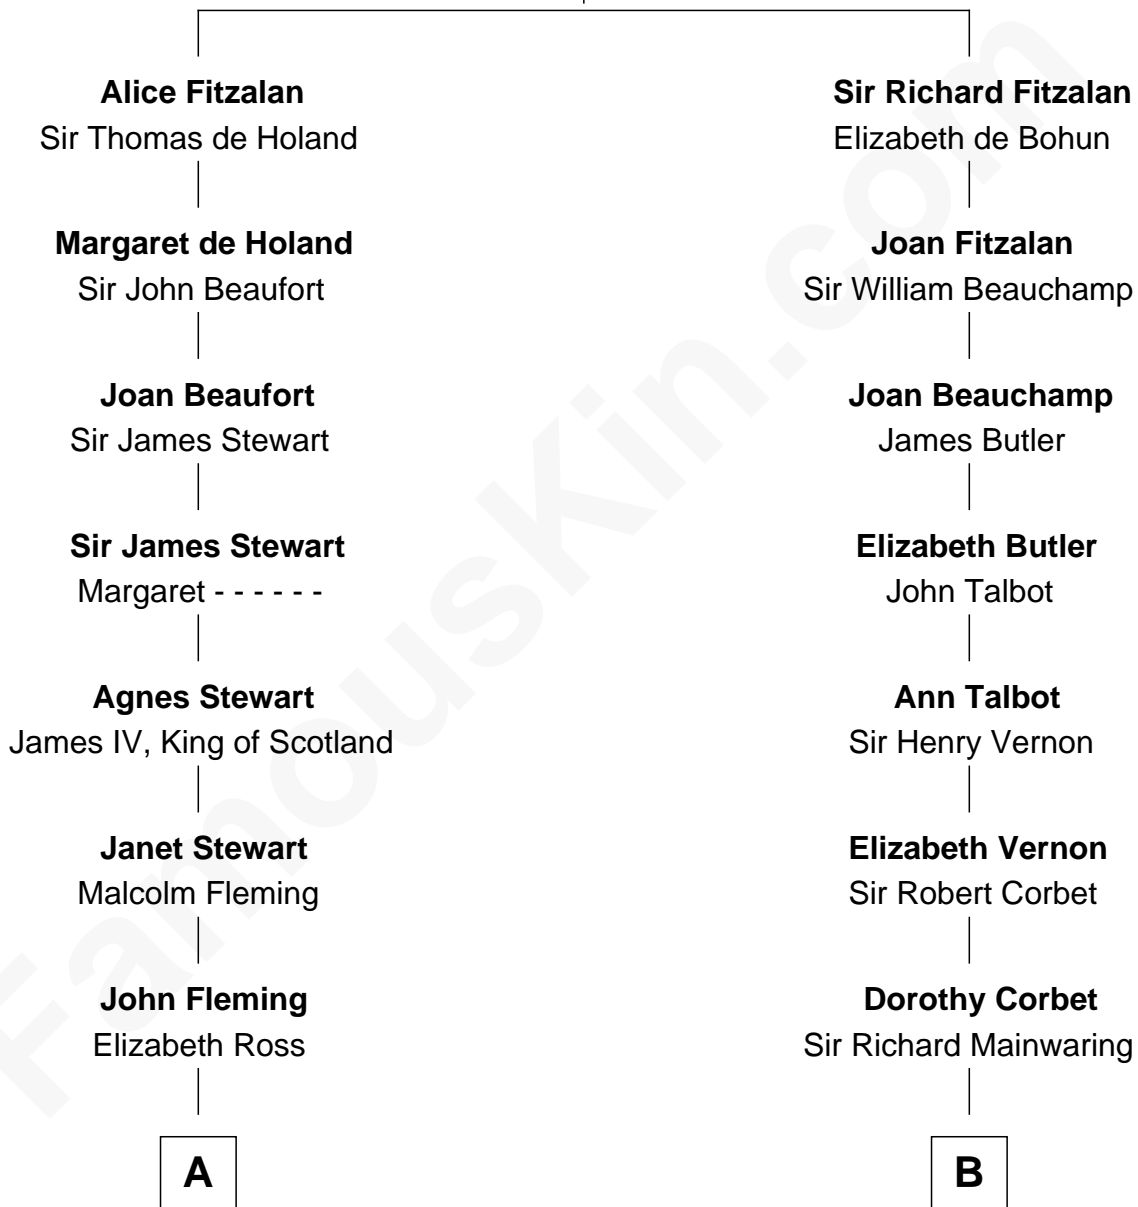 Alice Fitzalan
Sir Thomas de Holand
Margaret de Holand
Sir John Beaufort
Joan Beaufort
Sir James Stewart
Sir James Stewart
Margaret - - - - - -
Agnes Stewart
James IV, King of Scotland
Janet Stewart
Malcolm Fleming
John Fleming
Elizabeth Ross
A
Sir Richard Fitzalan
Elizabeth de Bohun
Joan Fitzalan
Sir William Beauchamp
Joan Beauchamp
James Butler
Elizabeth Butler
John Talbot
Ann Talbot
Sir Henry Vernon
Elizabeth Vernon
Sir Robert Corbet
Dorothy Corbet
Sir Richard Mainwaring
B
FamousKin.com